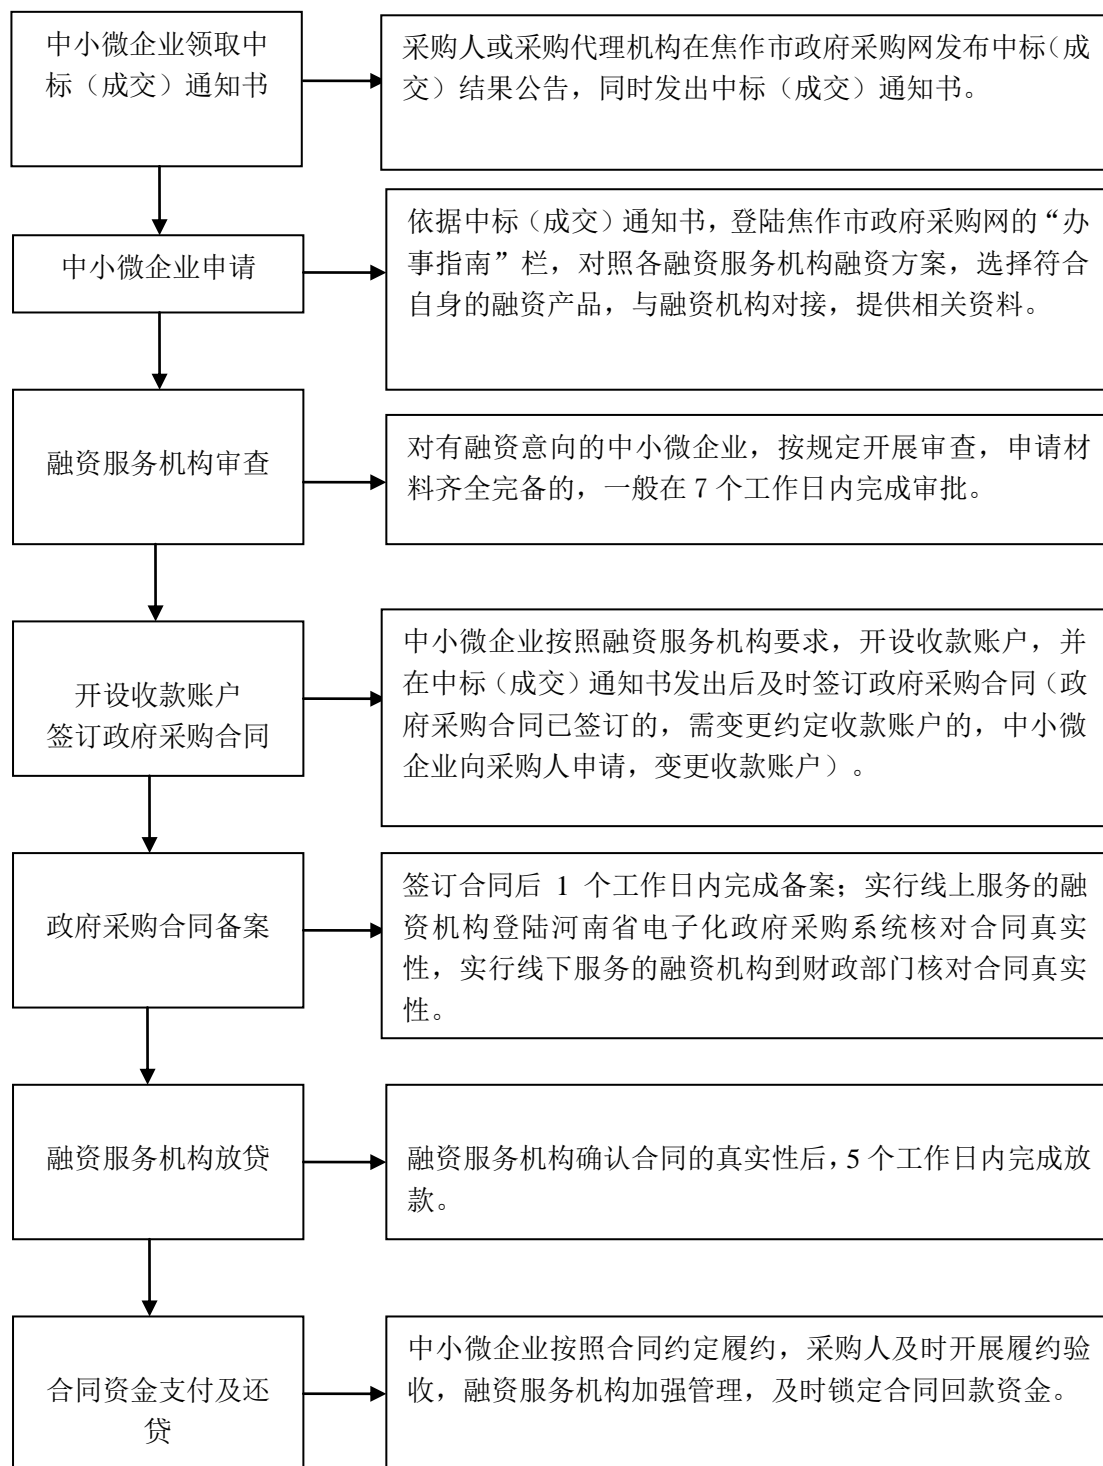 中小微企业领取中
标（成交）通知书
采购人或采购代理机构在焦作市政府采购网发布中标（成
交）结果公告，同时发出中标（成交）通知书。
中小微企业申请
依据中标（成交）通知书，登陆焦作市政府采购网的“办
事指南”栏，对照各融资服务机构融资方案，选择符合
自身的融资产品，与融资机构对接，提供相关资料。
融资服务机构审查
对有融资意向的中小微企业，按规定开展审查，申请材
料齐全完备的，一般在 7 个工作日内完成审批。
开设收款账户
签订政府采购合同
中小微企业按照融资服务机构要求，开设收款账户，并
在中标（成交）通知书发出后及时签订政府采购合同（政
府采购合同已签订的，需变更约定收款账户的，中小微
企业向采购人申请，变更收款账户）。
政府采购合同备案
签订合同后 1 个工作日内完成备案；实行线上服务的融
资机构登陆河南省电子化政府采购系统核对合同真实
性，实行线下服务的融资机构到财政部门核对合同真实
性。
融资服务机构放贷
融资服务机构确认合同的真实性后，5 个工作日内完成放
款。
合同资金支付及还
贷
中小微企业按照合同约定履约，采购人及时开展履约验
收，融资服务机构加强管理，及时锁定合同回款资金。